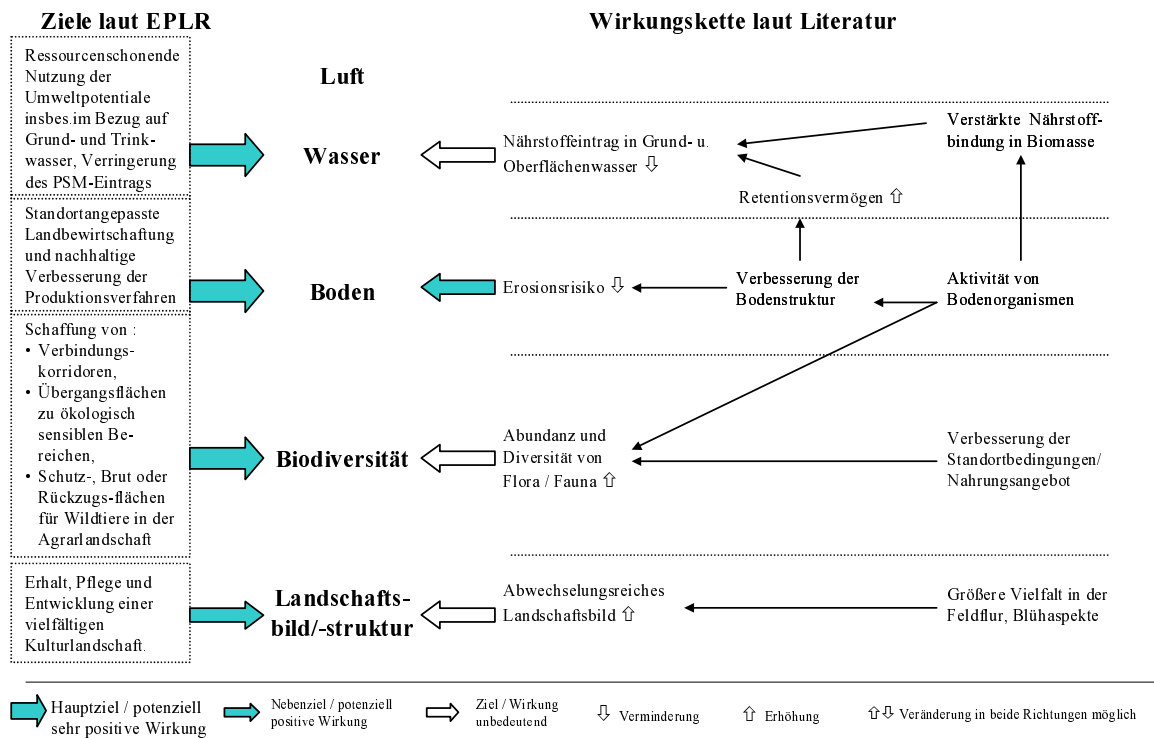 Ziele laut EPLR
Wirkungskette laut Literatur
Ressourcenschonende
Nutzung der
Umweltpotentiale
insbes.im Bezug auf
Grund- und Trink-
wasser, Verringerung
des PSM-Eintrags
Standortangepasste
Landbewirtschaftung
und nachhaltige
Verbesserung der
Produktionsverfahren
Schaffung von :
• Verbindungs-
korridoren,
• Übergangsflächen
zu ökologisch
sensiblen Be-
reichen,
• Schutz-, Brut oder
Rückzugs-flächen
für Wildtiere in der
Agrarlandschaft
Erhalt, Pflege und
Entwicklung einer
vielfältigen
Kulturlandschaft.
Luft
Wasser
Boden
Biodiversität
Landschafts-
bild/-struktur
Nährstoffeintrag in Grund- u.
Oberflächenwasser ⇩
Verstärkte Nährstoff-
bindung in Biomasse
Retentionsvermögen ⇧
Erosionsrisiko ⇩
Verbesserung der
Bodenstruktur
Aktivität von
Bodenorganismen
Abundanz und
Diversität von
Flora / Fauna ⇧
Verbesserung der
Standortbedingungen/
Nahrungsangebot
Abwechselungsreiches
Landschaftsbild ⇧
Größere Vielfalt in der
Feldflur, Blühaspekte
Hauptziel / potenziell
sehr positive Wirkung
Nebenziel / potenziell
positive Wirkung
Ziel / Wirkung
unbedeutend
⇩ Verminderung
⇧ Erhöhung
⇧⇩ Veränderung in beide Richtungen möglich